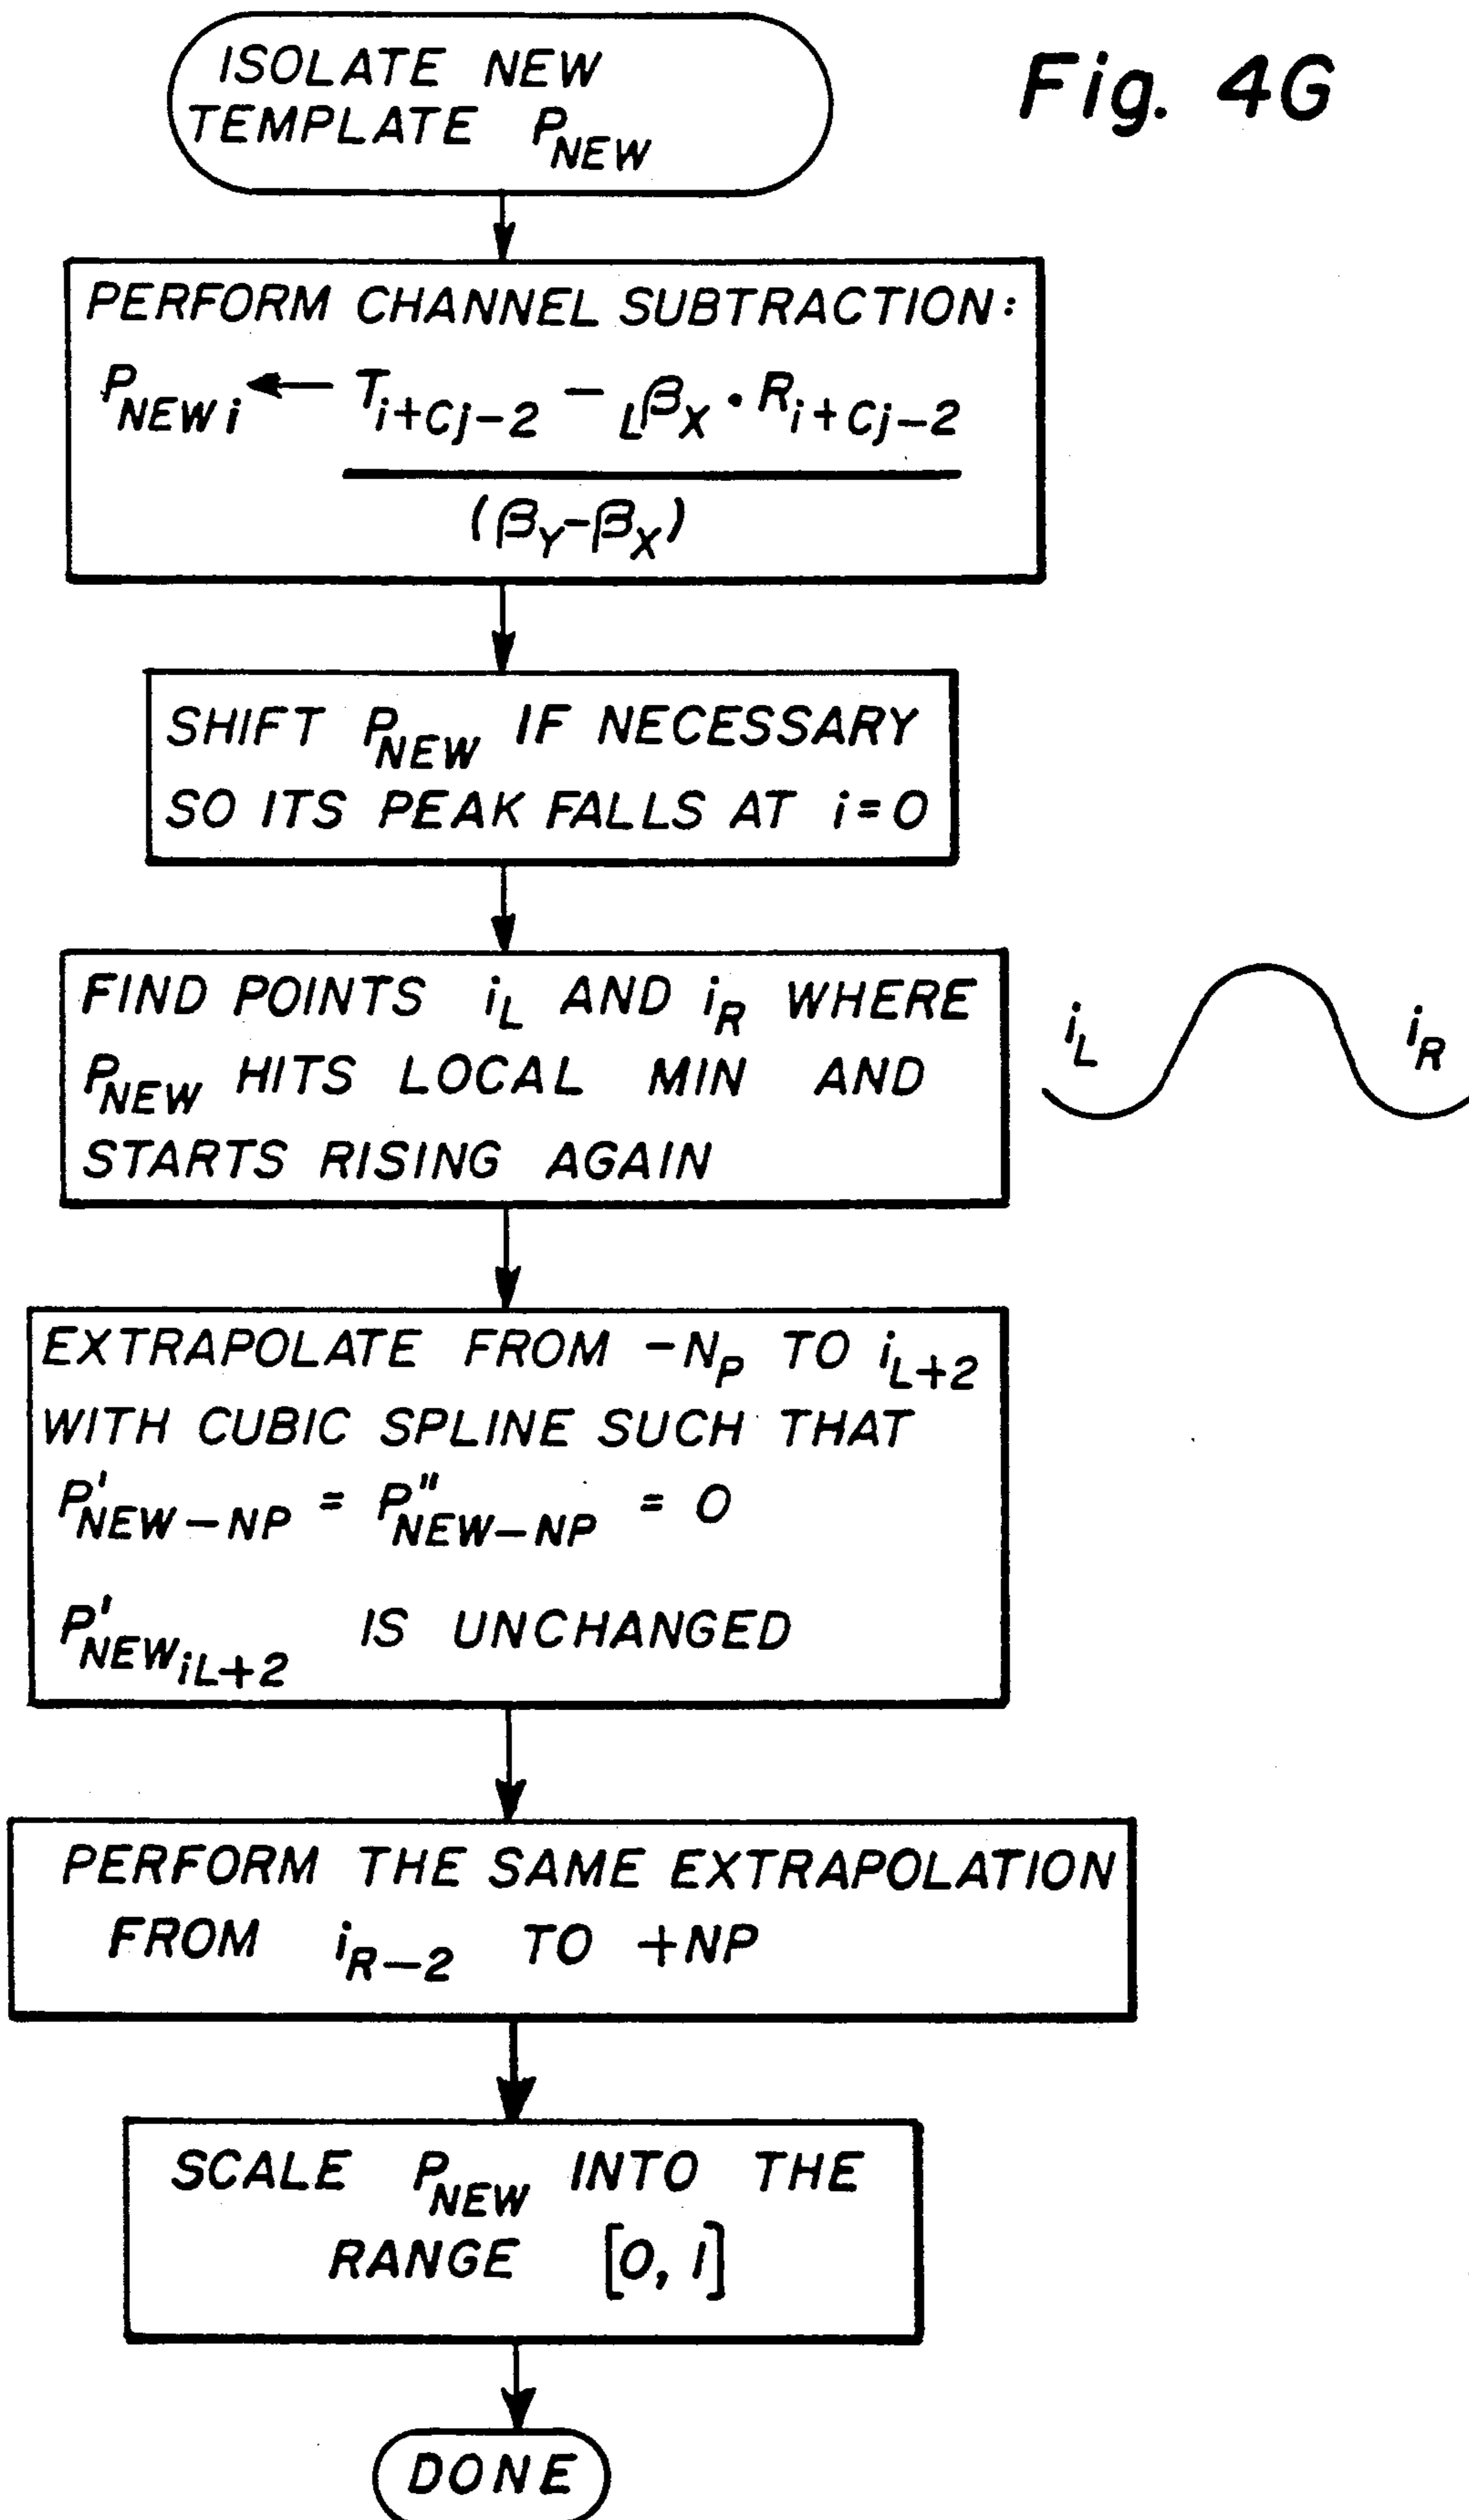 Fig. 4G
ISOLATE NEW
TEMPLATE P_NEW
PERFORM CHANNEL SUBTRACTION:
P_NEW i ← T_i+Cj-2 - _Lβ_X • R_i+Cj-2
(β_Y-β_X)
SHIFT P_NEW IF NECESSARY
SO ITS PEAK FALLS AT i=0
FIND POINTS i_L AND i_R WHERE
P_NEW HITS LOCAL MIN AND
STARTS RISING AGAIN
i_L
i_R
EXTRAPOLATE FROM -N_P TO i_L+2
WITH CUBIC SPLINE SUCH THAT
P'_NEW-NP = P"_NEW-NP = 0
P'_NEW_iL+2 IS UNCHANGED
PERFORM THE SAME EXTRAPOLATION
FROM i_R-2 TO +NP
SCALE P_NEW INTO THE
RANGE [0, 1]
DONE